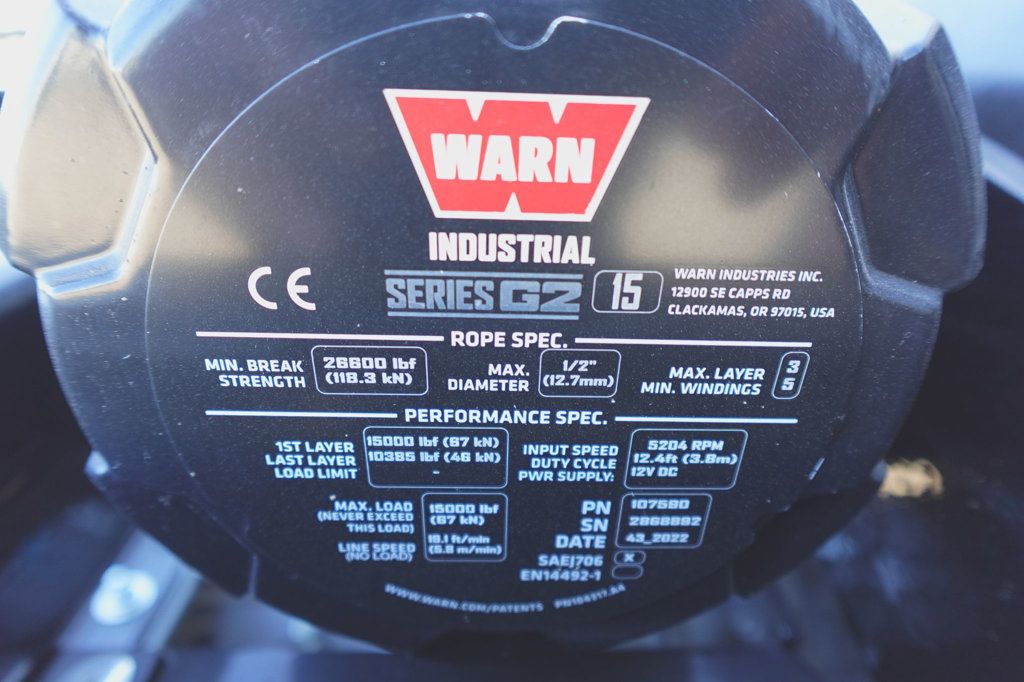 WARN
INDUSTRIAL
CE
SERIES G2 15
WARN INDUSTRIES INC.
12900 SE CAPPS RD
CLACKAMAS, OR 97015, USA
ROPE SPEC.
MIN. BREAK STRENGTH
26600 lbf
(118.3 kN)
MAX. DIAMETER
1/2"
(12.7mm)
MAX. LAYER 3
MIN. WINDINGS 5
PERFORMANCE SPEC.
1ST LAYER 15000 lbf (67 kN)
LAST LAYER 10385 lbf (46 kN)
LOAD LIMIT -
INPUT SPEED 5204 RPM
DUTY CYCLE 12.4ft (3.8m)
PWR SUPPLY: 12V DC
MAX. LOAD
(NEVER EXCEED
THIS LOAD)
15000 lbf
(67 kN)
LINE SPEED
(NO LOAD)
19.1 ft/min
(5.8 m/min)
PN 107580
SN 2868892
DATE 43_2022
SAEJ706 X
EN14492-1
WWW.WARN.COM/PATENTS PN104317.A4